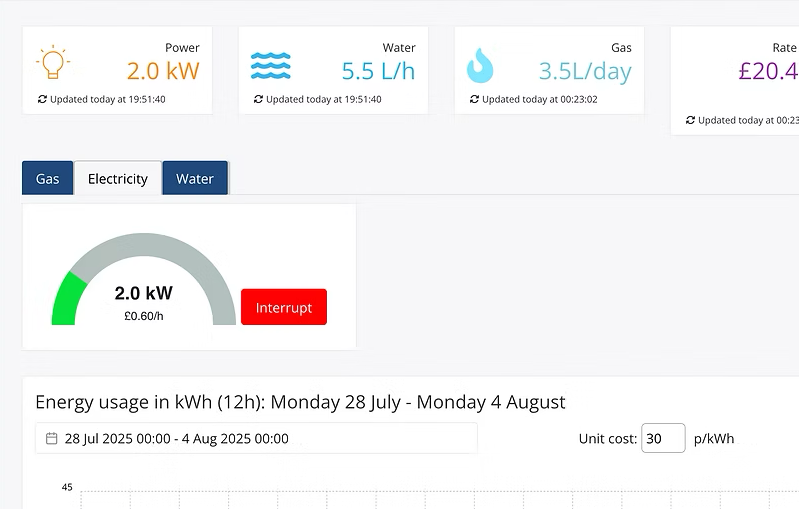 Power
2.0 kW
Updated today at 19:51:40
Water
5.5 L/h
Updated today at 19:51:40
Gas
3.5L/day
Updated today at 00:23:02
Rate
£20.4
Updated today at 00:23
Gas
Electricity
Water
2.0 kW
£0.60/h
Interrupt
Energy usage in kWh (12h): Monday 28 July - Monday 4 August
28 Jul 2025 00:00 - 4 Aug 2025 00:00
Unit cost: 30 p/kWh
45